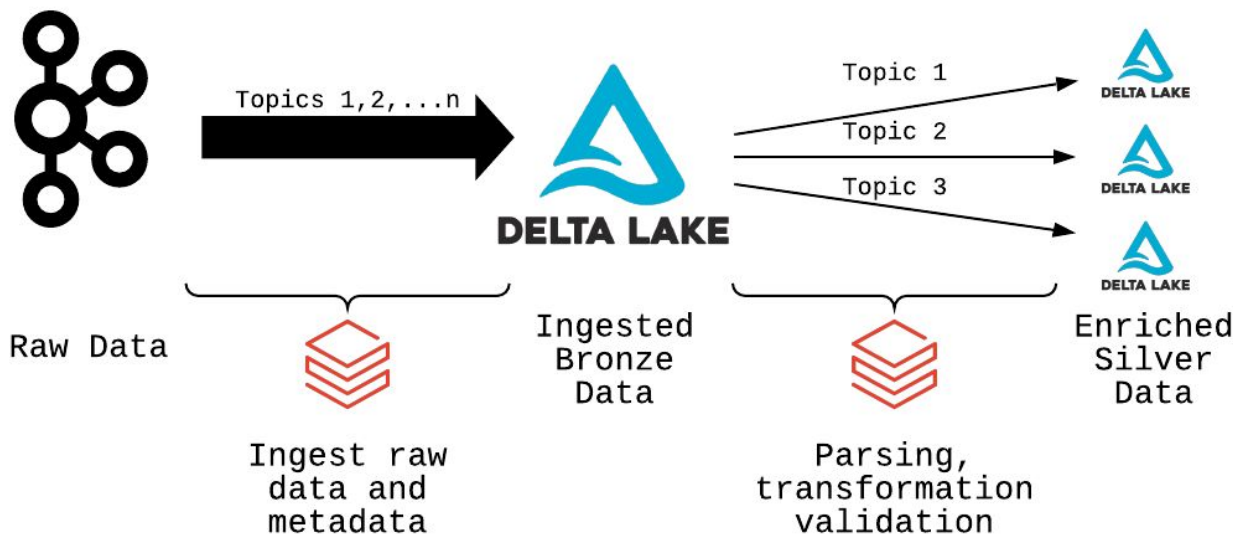 Topics 1,2,...n
DELTA LAKE
Topic 1
Topic 2
Topic 3
DELTA LAKE
DELTA LAKE
DELTA LAKE
Raw Data
Ingested
Bronze
Data
Enriched
Silver
Data
Ingest raw
data and
metadata
Parsing,
transformation
validation